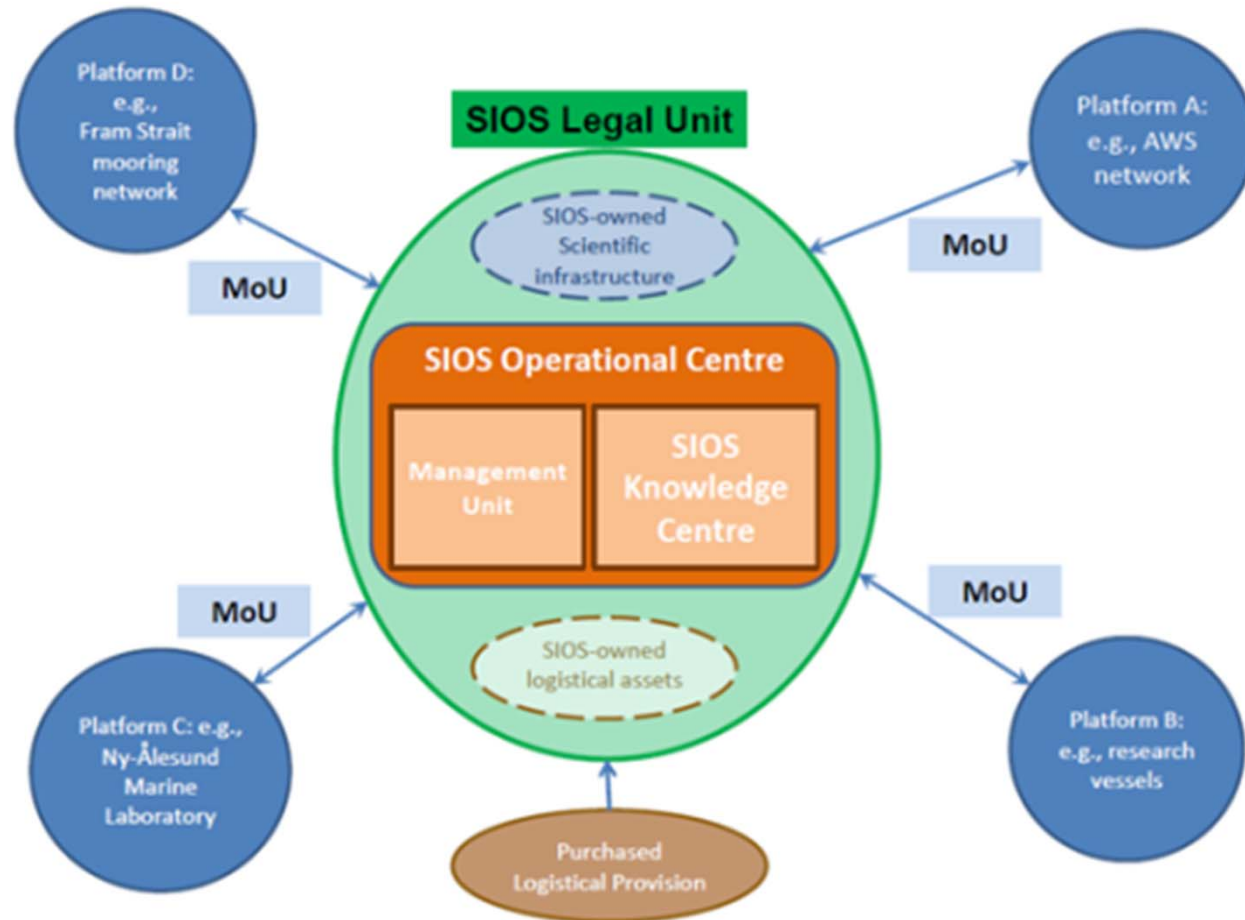 Platform D:
e.g.,
Fram Strait
mooring
network
SIOS Legal Unit
Platform A:
e.g., AWS
network
SIOS-owned
Scientific
infrastructure
MoU
MoU
SIOS Operational Centre
Management
Unit
SIOS
Knowledge
Centre
MoU
MoU
SIOS-owned
logistical assets
Platform C: e.g.,
Ny-Ålesund
Marine
Laboratory
Platform B:
e.g., research
vessels
Purchased
Logistical Provision